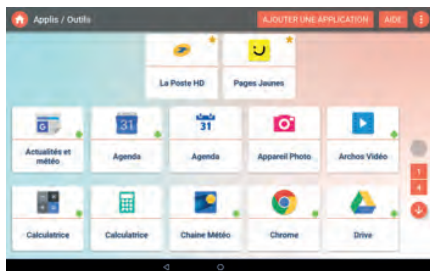 Applis / Outils
AJOUTER UNE APPLICATION
AIDE
La Poste HD
Pages Jaunes
31
31
Actualités et
météo
Agenda
Agenda
Appareil Photo
Archos Vidéo
1
4
Calculatrice
Calculatrice
Chaine Météo
Chrome
Drive